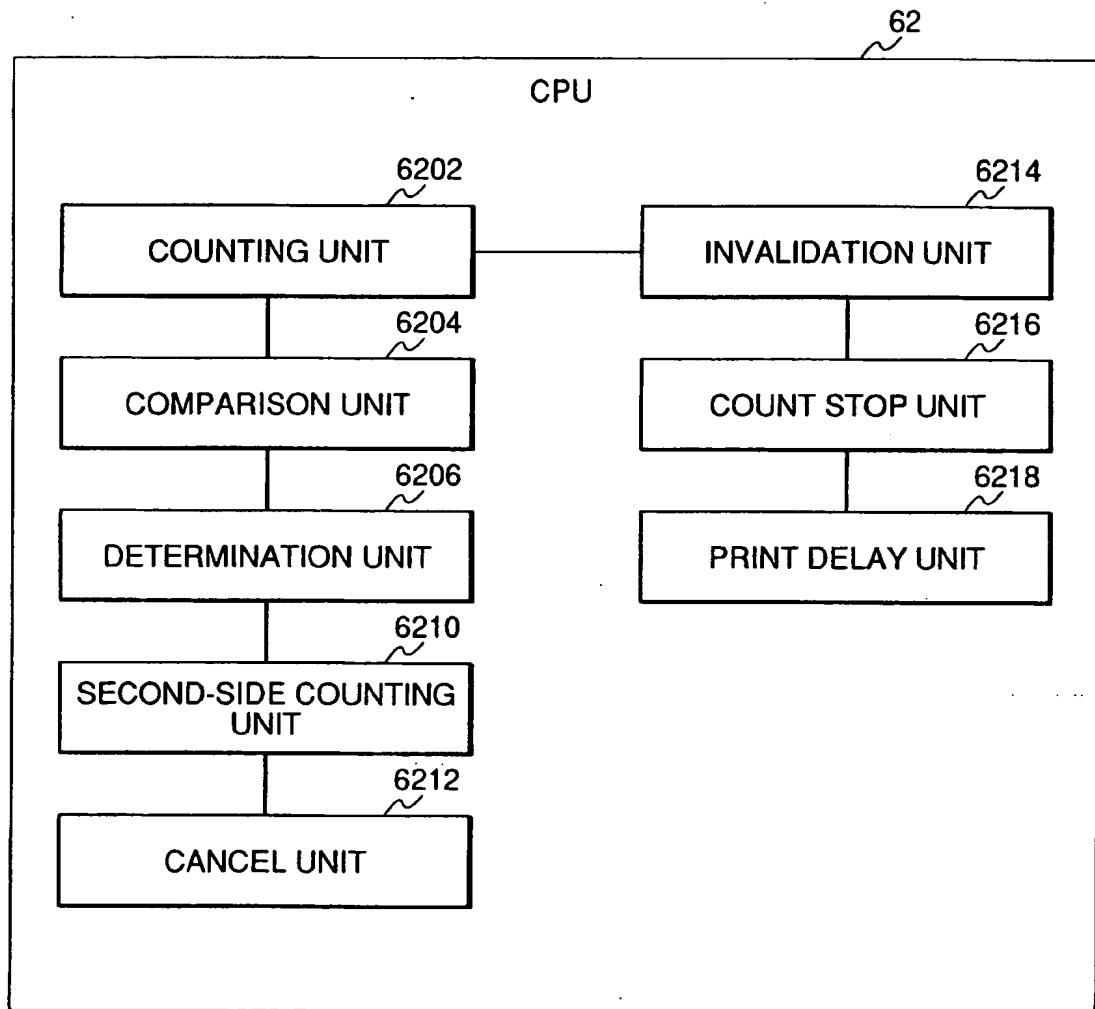 62
CPU
6202
COUNTING UNIT
6214
INVALIDATION UNIT
6204
COMPARISON UNIT
6216
COUNT STOP UNIT
6206
DETERMINATION UNIT
6218
PRINT DELAY UNIT
6210
SECOND-SIDE COUNTING
UNIT
6212
CANCEL UNIT